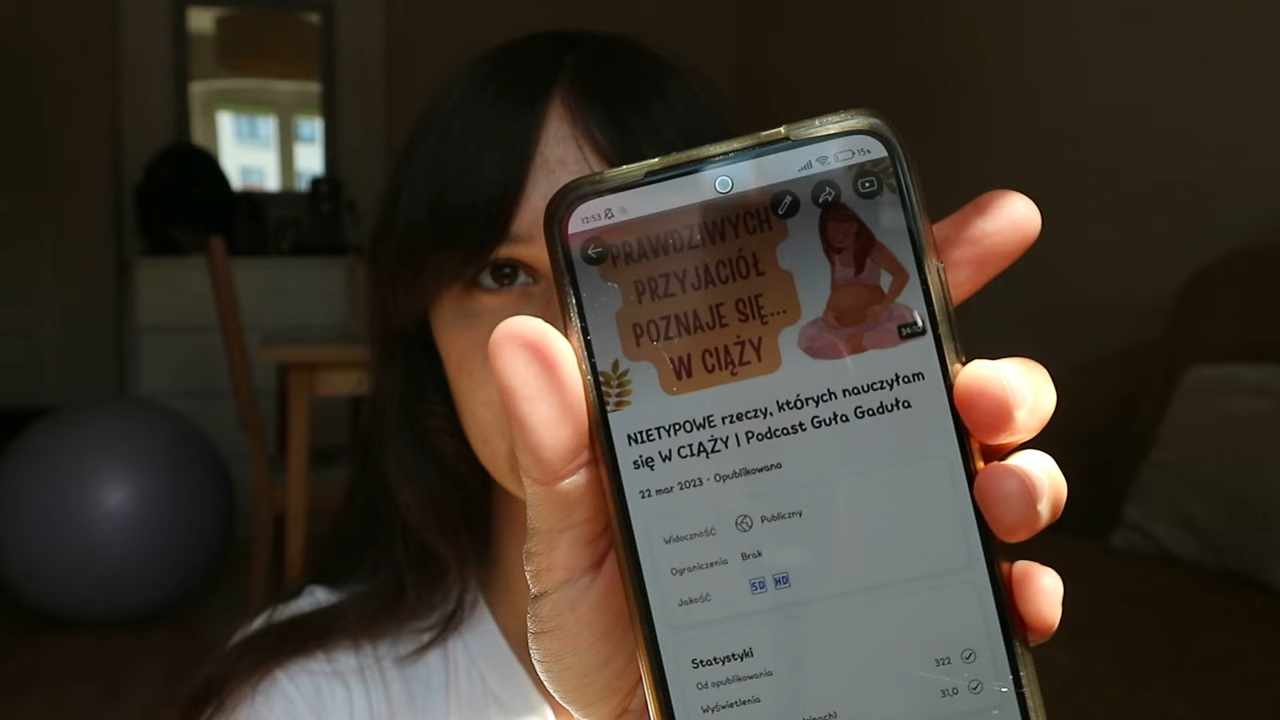 12:53
15%
PRAWDZIWYCH
PRZYJACIÓŁ
POZNAJE SIĘ...
W CIĄŻY
34:10
NIETYPOWE rzeczy, których nauczyłam
się W CIĄŻY | Podcast Guła Gaduła
22 mar 2023 · Opublikowano
Widoczność Publiczny
Ograniczenia Brak
Jakość SD HD
Statystyki
Od opublikowania 322
Wyświetlenia 31,0